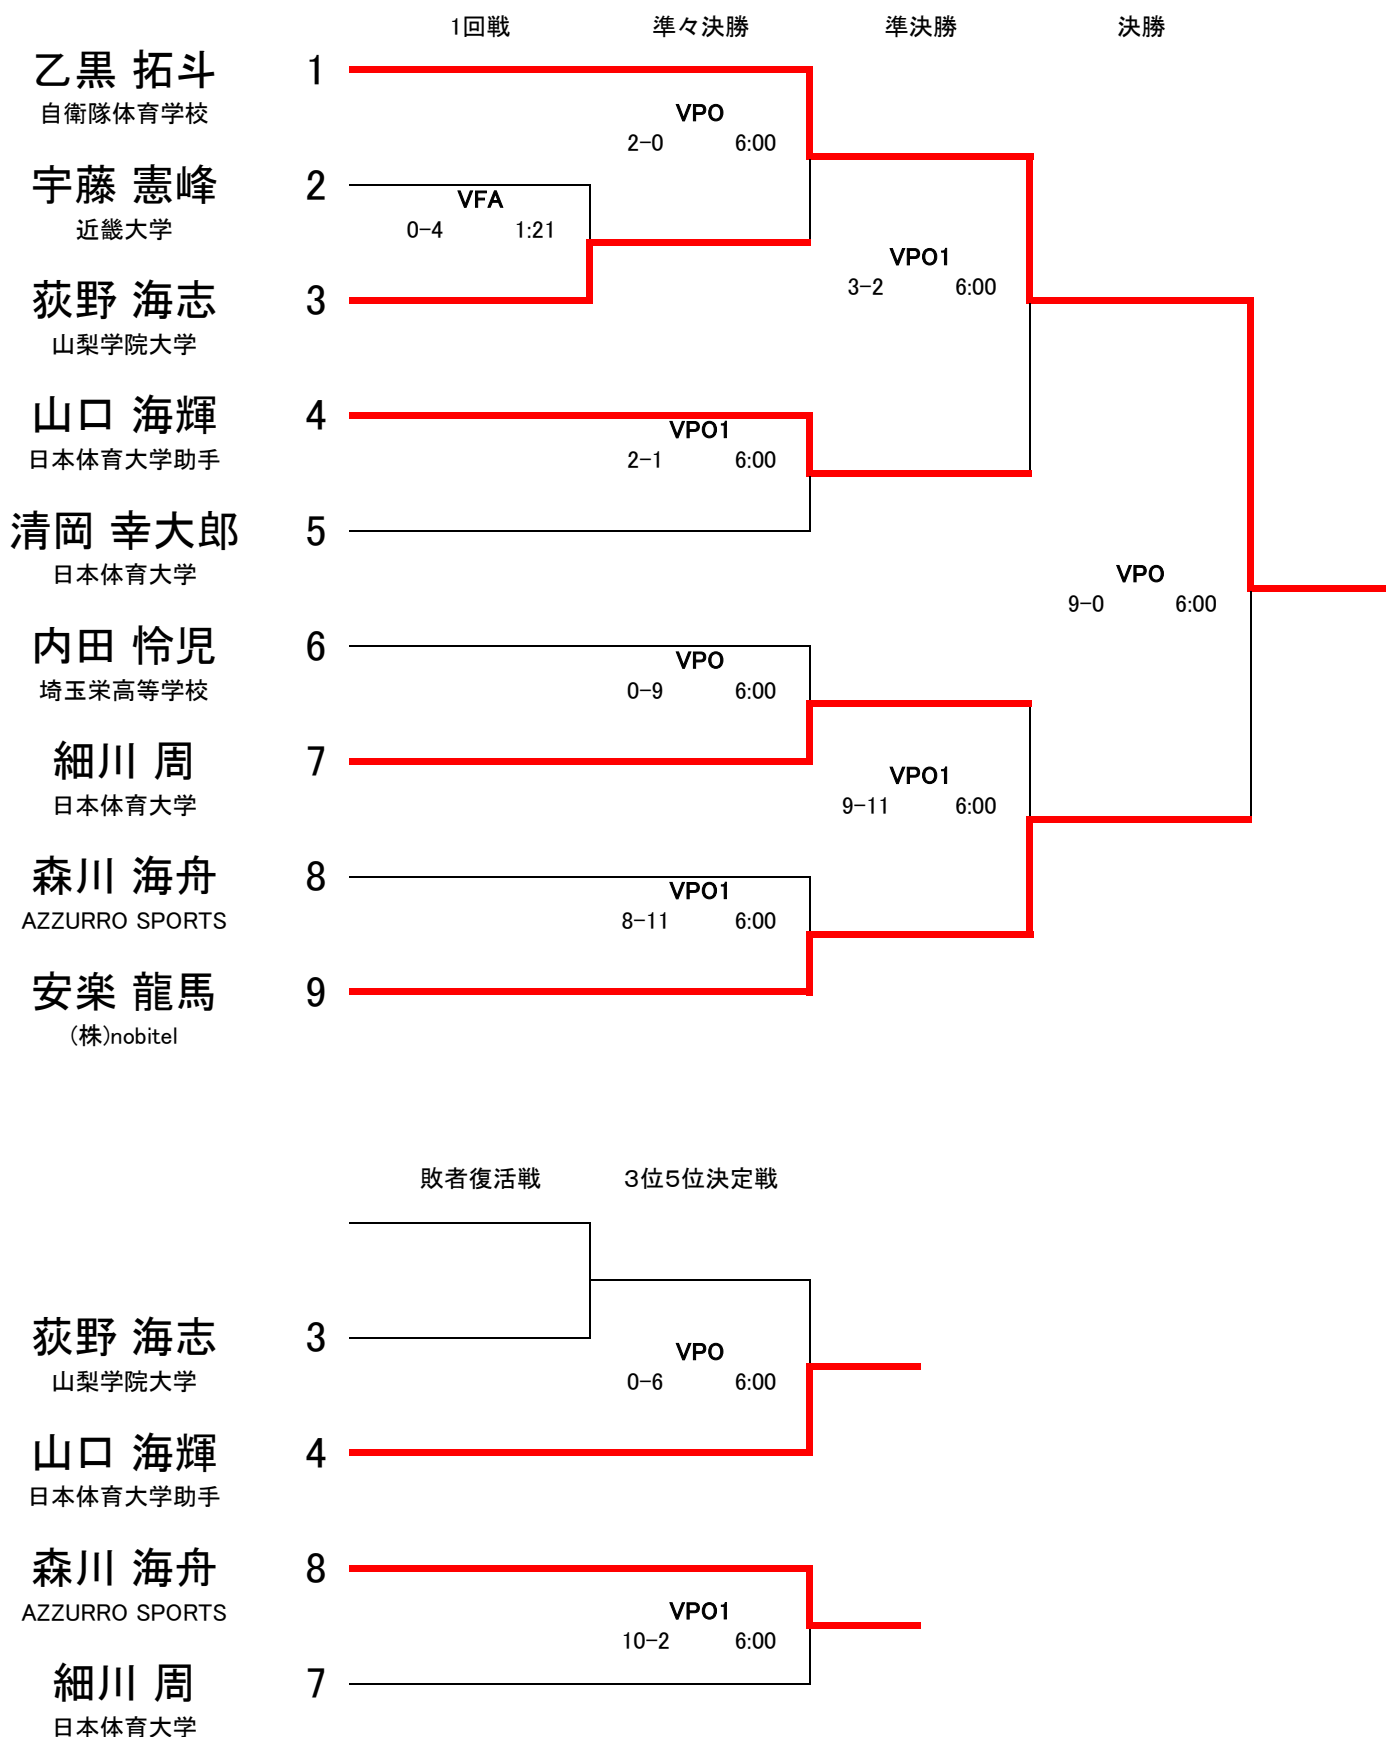 1回戦 準々決勝 準決勝 決勝
乙黒 拓斗 1
自衛隊体育学校
VPO
2-0 6:00
宇藤 憲峰 2
近畿大学
VFA
0-4 1:21
荻野 海志 3
山梨学院大学
VPO1
3-2 6:00
山口 海輝 4
日本体育大学助手
VPO1
2-1 6:00
清岡 幸大郎 5
日本体育大学
VPO
9-0 6:00
内田 怜児 6
埼玉栄高等学校
VPO
0-9 6:00
細川 周 7
日本体育大学
VPO1
9-11 6:00
森川 海舟 8
AZZURRO SPORTS
VPO1
8-11 6:00
安楽 龍馬 9
(株)nobitel
敗者復活戦 3位5位決定戦
荻野 海志 3
山梨学院大学
VPO
0-6 6:00
山口 海輝 4
日本体育大学助手
森川 海舟 8
AZZURRO SPORTS
VPO1
10-2 6:00
細川 周 7
日本体育大学